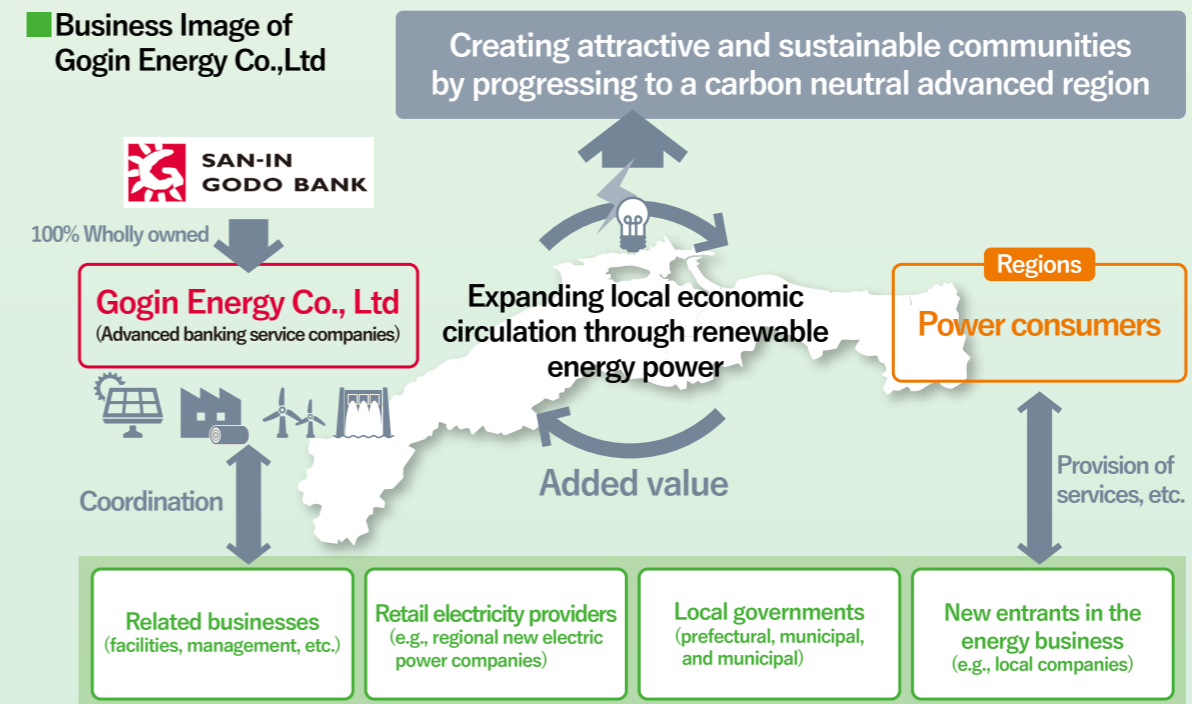 Business Image of
Gogin Energy Co.,Ltd
Creating attractive and sustainable communities
by progressing to a carbon neutral advanced region
SAN-IN
GODO BANK
100% Wholly owned
Gogin Energy Co., Ltd
(Advanced banking service companies)
Expanding local economic
circulation through renewable
energy power
Regions
Power consumers
Added value
Coordination
Provision of
services, etc.
Related businesses
(facilities, management, etc.)
Retail electricity providers
(e.g., regional new electric
power companies)
Local governments
(prefectural, municipal,
and municipal)
New entrants in the
energy business
(e.g., local companies)